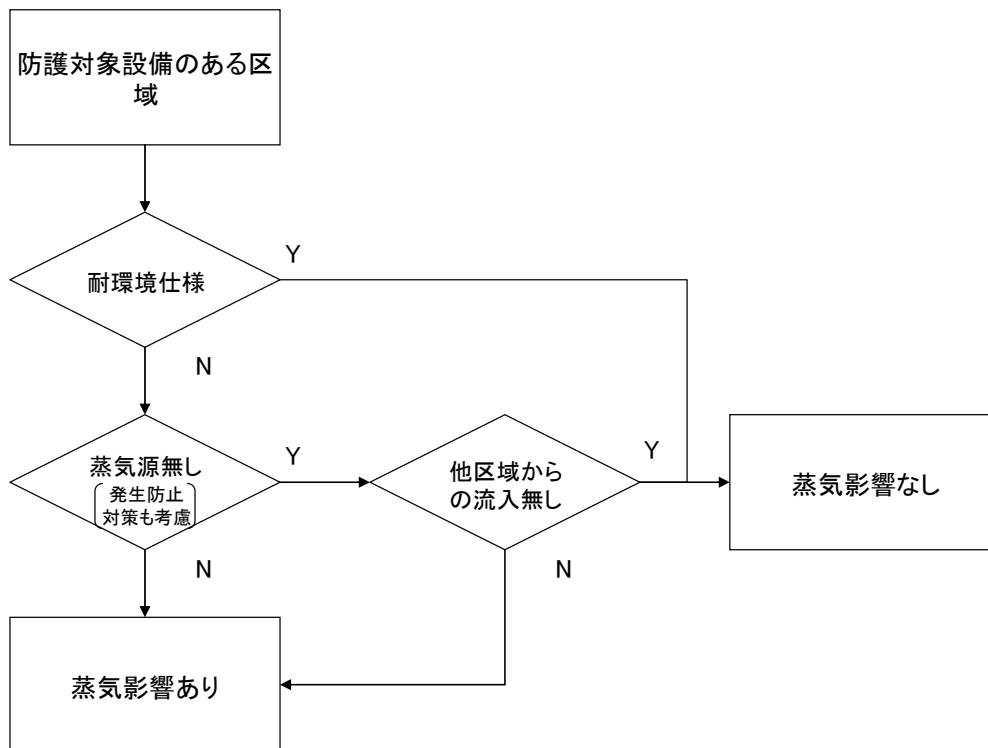 防護対象設備のある区
域
耐環境仕様
Y
N
蒸気源無し
発生防止
対策も考慮
Y
N
他区域から
の流入無し
Y
N
蒸気影響なし
蒸気影響あり